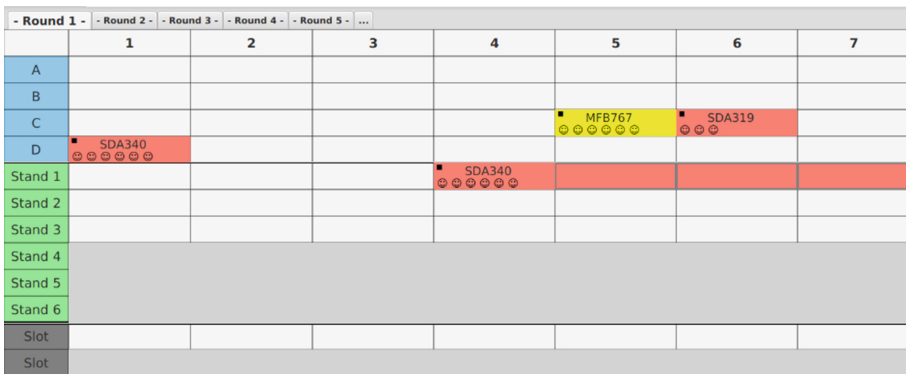 - Round 1 - - Round 2 - - Round 3 - - Round 4 - - Round 5 - ...
1 2 3 4 5 6 7
A
B
C MFB767 SDA319
D SDA340
Stand 1 SDA340
Stand 2
Stand 3
Stand 4
Stand 5
Stand 6
Slot
Slot